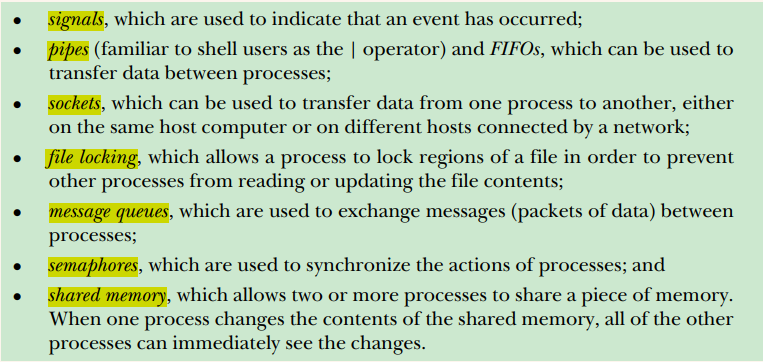 • signals, which are used to indicate that an event has occurred;
• pipes (familiar to shell users as the | operator) and FIFOs, which can be used to
transfer data between processes;
• sockets, which can be used to transfer data from one process to another, either
on the same host computer or on different hosts connected by a network;
• file locking, which allows a process to lock regions of a file in order to prevent
other processes from reading or updating the file contents;
• message queues, which are used to exchange messages (packets of data) between
processes;
• semaphores, which are used to synchronize the actions of processes; and
• shared memory, which allows two or more processes to share a piece of memory.
When one process changes the contents of the shared memory, all of the other
processes can immediately see the changes.